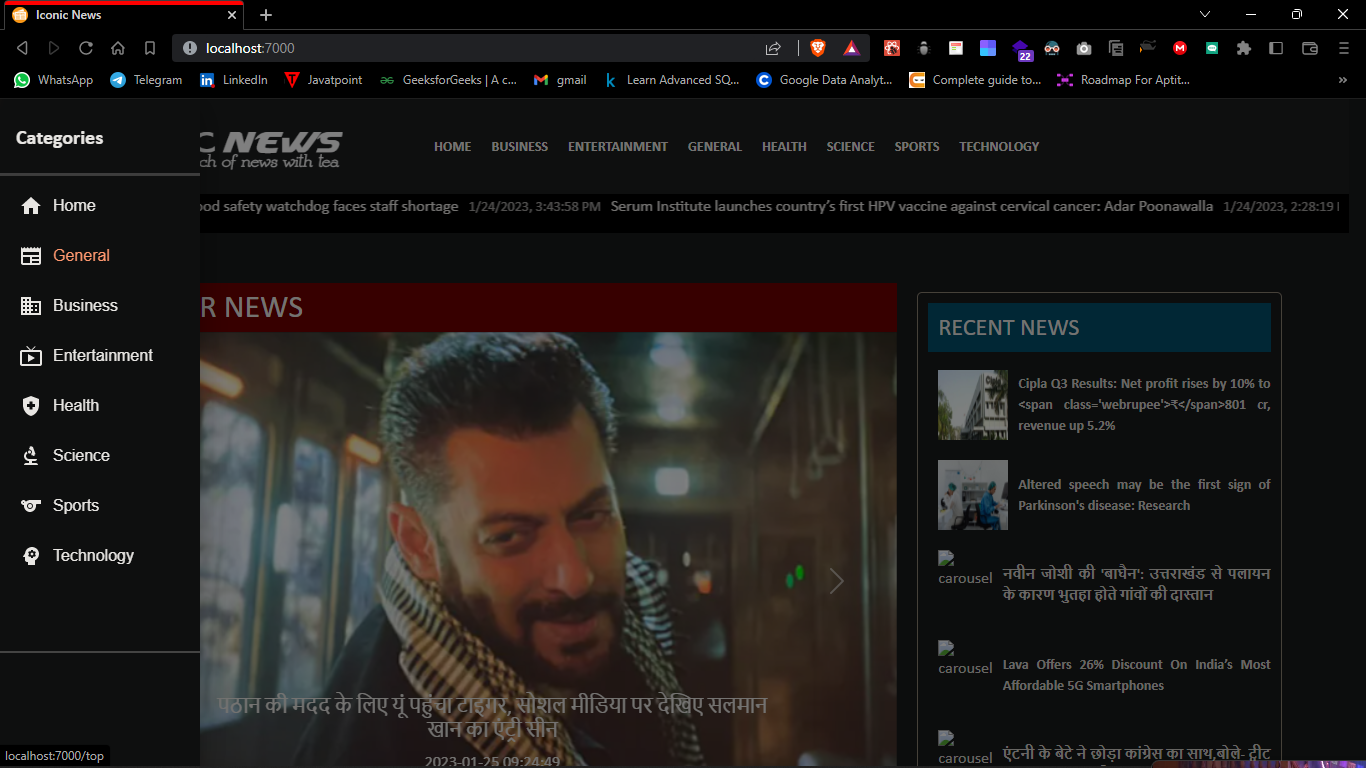 Iconic News
localhost:7000
22
WhatsApp
Telegram
LinkedIn
Javatpoint
GeeksforGeeks | A c...
gmail
Learn Advanced SQ...
Google Data Analyt...
Complete guide to...
Roadmap For Aptit...
»
Categories
C NEWS
ch of news with tea
HOME
BUSINESS
ENTERTAINMENT
GENERAL
HEALTH
SCIENCE
SPORTS
TECHNOLOGY
ood safety watchdog faces staff shortage 1/24/2023, 3:43:58 PM Serum Institute launches country’s first HPV vaccine against cervical cancer: Adar Poonawalla 1/24/2023, 2:28:19
Home
General
Business
Entertainment
Health
Science
Sports
Technology
R NEWS
पठान की मदद के लिए यूं पहुंचा टाइगर, सोशल मीडिया पर देखिए सलमान
खान का एंट्री सीन
2023-01-25 09:24:49
RECENT NEWS
Cipla
Cipla Q3 Results: Net profit rises by 10% to
<span class='webrupee'>₹</span>801 cr,
revenue up 5.2%
Altered speech may be the first sign of
Parkinson's disease: Research
carousel
नवीन जोशी की 'बाघैन': उत्तराखंड से पलायन
के कारण भुतहा होते गांवों की दास्तान
carousel
Lava Offers 26% Discount On India’s Most
Affordable 5G Smartphones
carousel
एंटनी के बेटे ने छोड़ा कांग्रेस का साथ,बोले- ट्वीट
localhost:7000/top